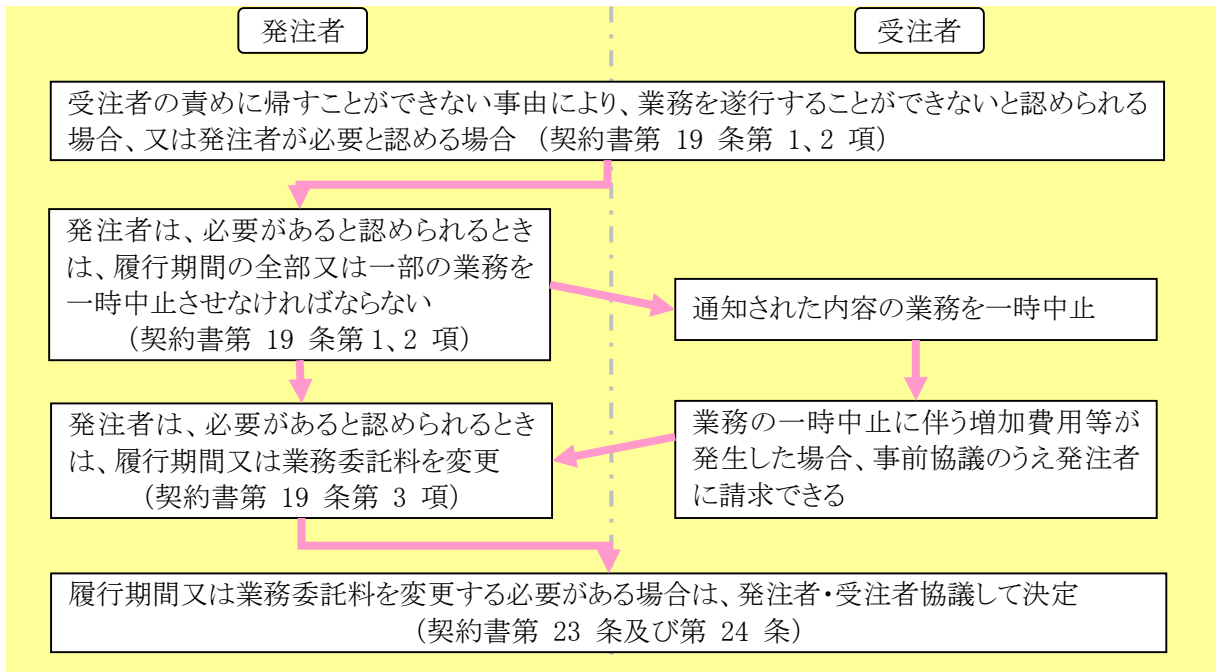 発注者
受注者
受注者の責めに帰すことができない事由により、業務を遂行することができないと認められる
場合、又は発注者が必要と認める場合 （契約書第 19 条第 1、2 項）
発注者は、必要があると認められるとき
は、履行期間の全部又は一部の業務を
一時中止させなければならない
（契約書第 19 条第1、2 項）
通知された内容の業務を一時中止
発注者は、必要があると認められるとき
は、履行期間又は業務委託料を変更
（契約書第 19 条第 3 項）
業務の一時中止に伴う増加費用等が
発生した場合、事前協議のうえ発注者
に請求できる
履行期間又は業務委託料を変更する必要がある場合は、発注者・受注者協議して決定
（契約書第 23 条及び第 24 条）